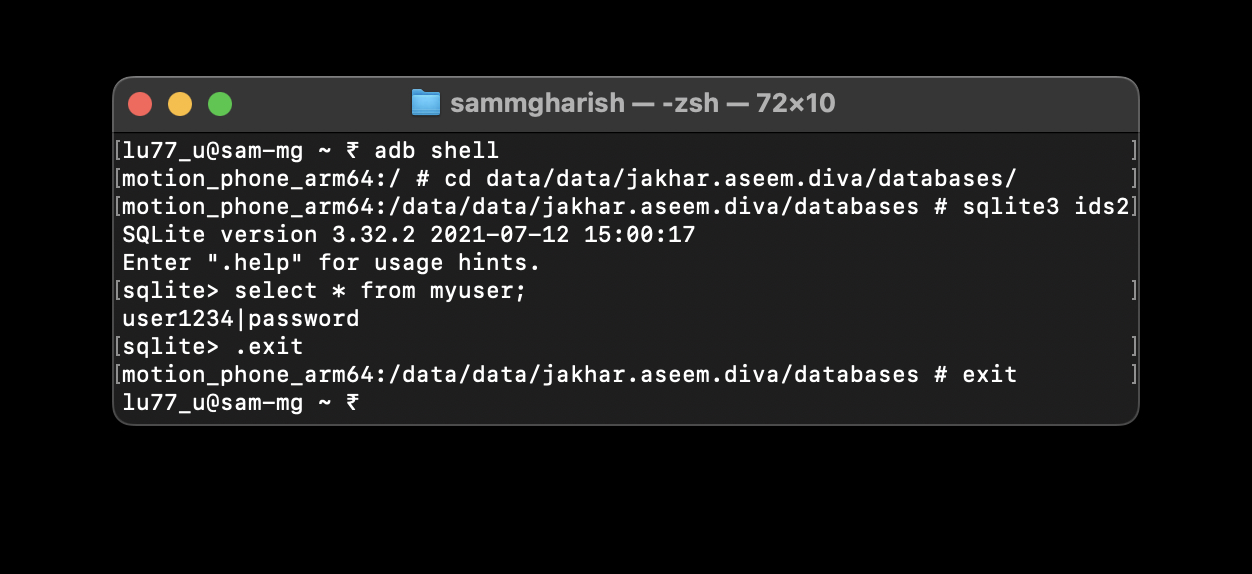 sammgharish — -zsh — 72×10
[lu77_u@sam-mg ~ ₹ adb shell ]
[motion_phone_arm64:/ # cd data/data/jakhar.aseem.diva/databases/ ]
[motion_phone_arm64:/data/data/jakhar.aseem.diva/databases # sqlite3 ids2]
SQLite version 3.32.2 2021-07-12 15:00:17
Enter ".help" for usage hints.
[sqlite> select * from myuser; ]
user1234|password
[sqlite> .exit ]
[motion_phone_arm64:/data/data/jakhar.aseem.diva/databases # exit ]
lu77_u@sam-mg ~ ₹